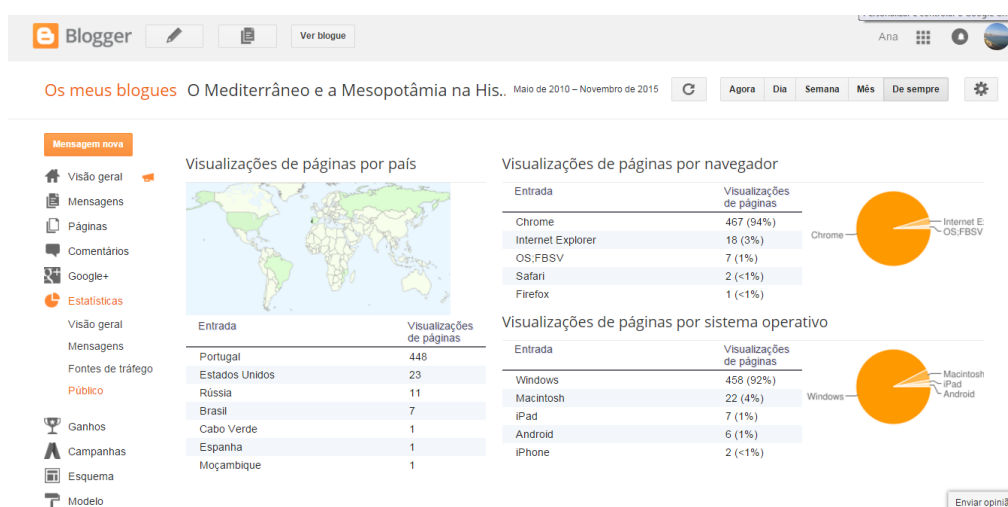 Blogger
Ver blogue
Ana
Os meus blogues O Mediterrâneo e a Mesopotâmia na His.. Maio de 2010 – Novembro de 2015 Agora Dia Semana Mês De sempre
Mensagem nova
Visão geral
Mensagens
Páginas
Comentários
Google+
Estatísticas
Visão geral
Mensagens
Fontes de tráfego
Público
Ganhos
Campanhas
Esquema
Modelo
Visualizações de páginas por país
Entrada Visualizações
de páginas
Portugal 448
Estados Unidos 23
Rússia 11
Brasil 7
Cabo Verde 1
Espanha 1
Moçambique 1
Visualizações de páginas por navegador
Entrada Visualizações
de páginas
Chrome 467 (94%)
Internet Explorer 18 (3%)
OS;FBSV 7 (1%)
Safari 2 (<1%)
Firefox 1 (<1%)
Chrome
Internet E
OS;FBSV
Visualizações de páginas por sistema operativo
Entrada Visualizações
de páginas
Windows 458 (92%)
Macintosh 22 (4%)
iPad 7 (1%)
Android 6 (1%)
iPhone 2 (<1%)
Windows
Macintosh
iPad
Android
Enviar opiniã